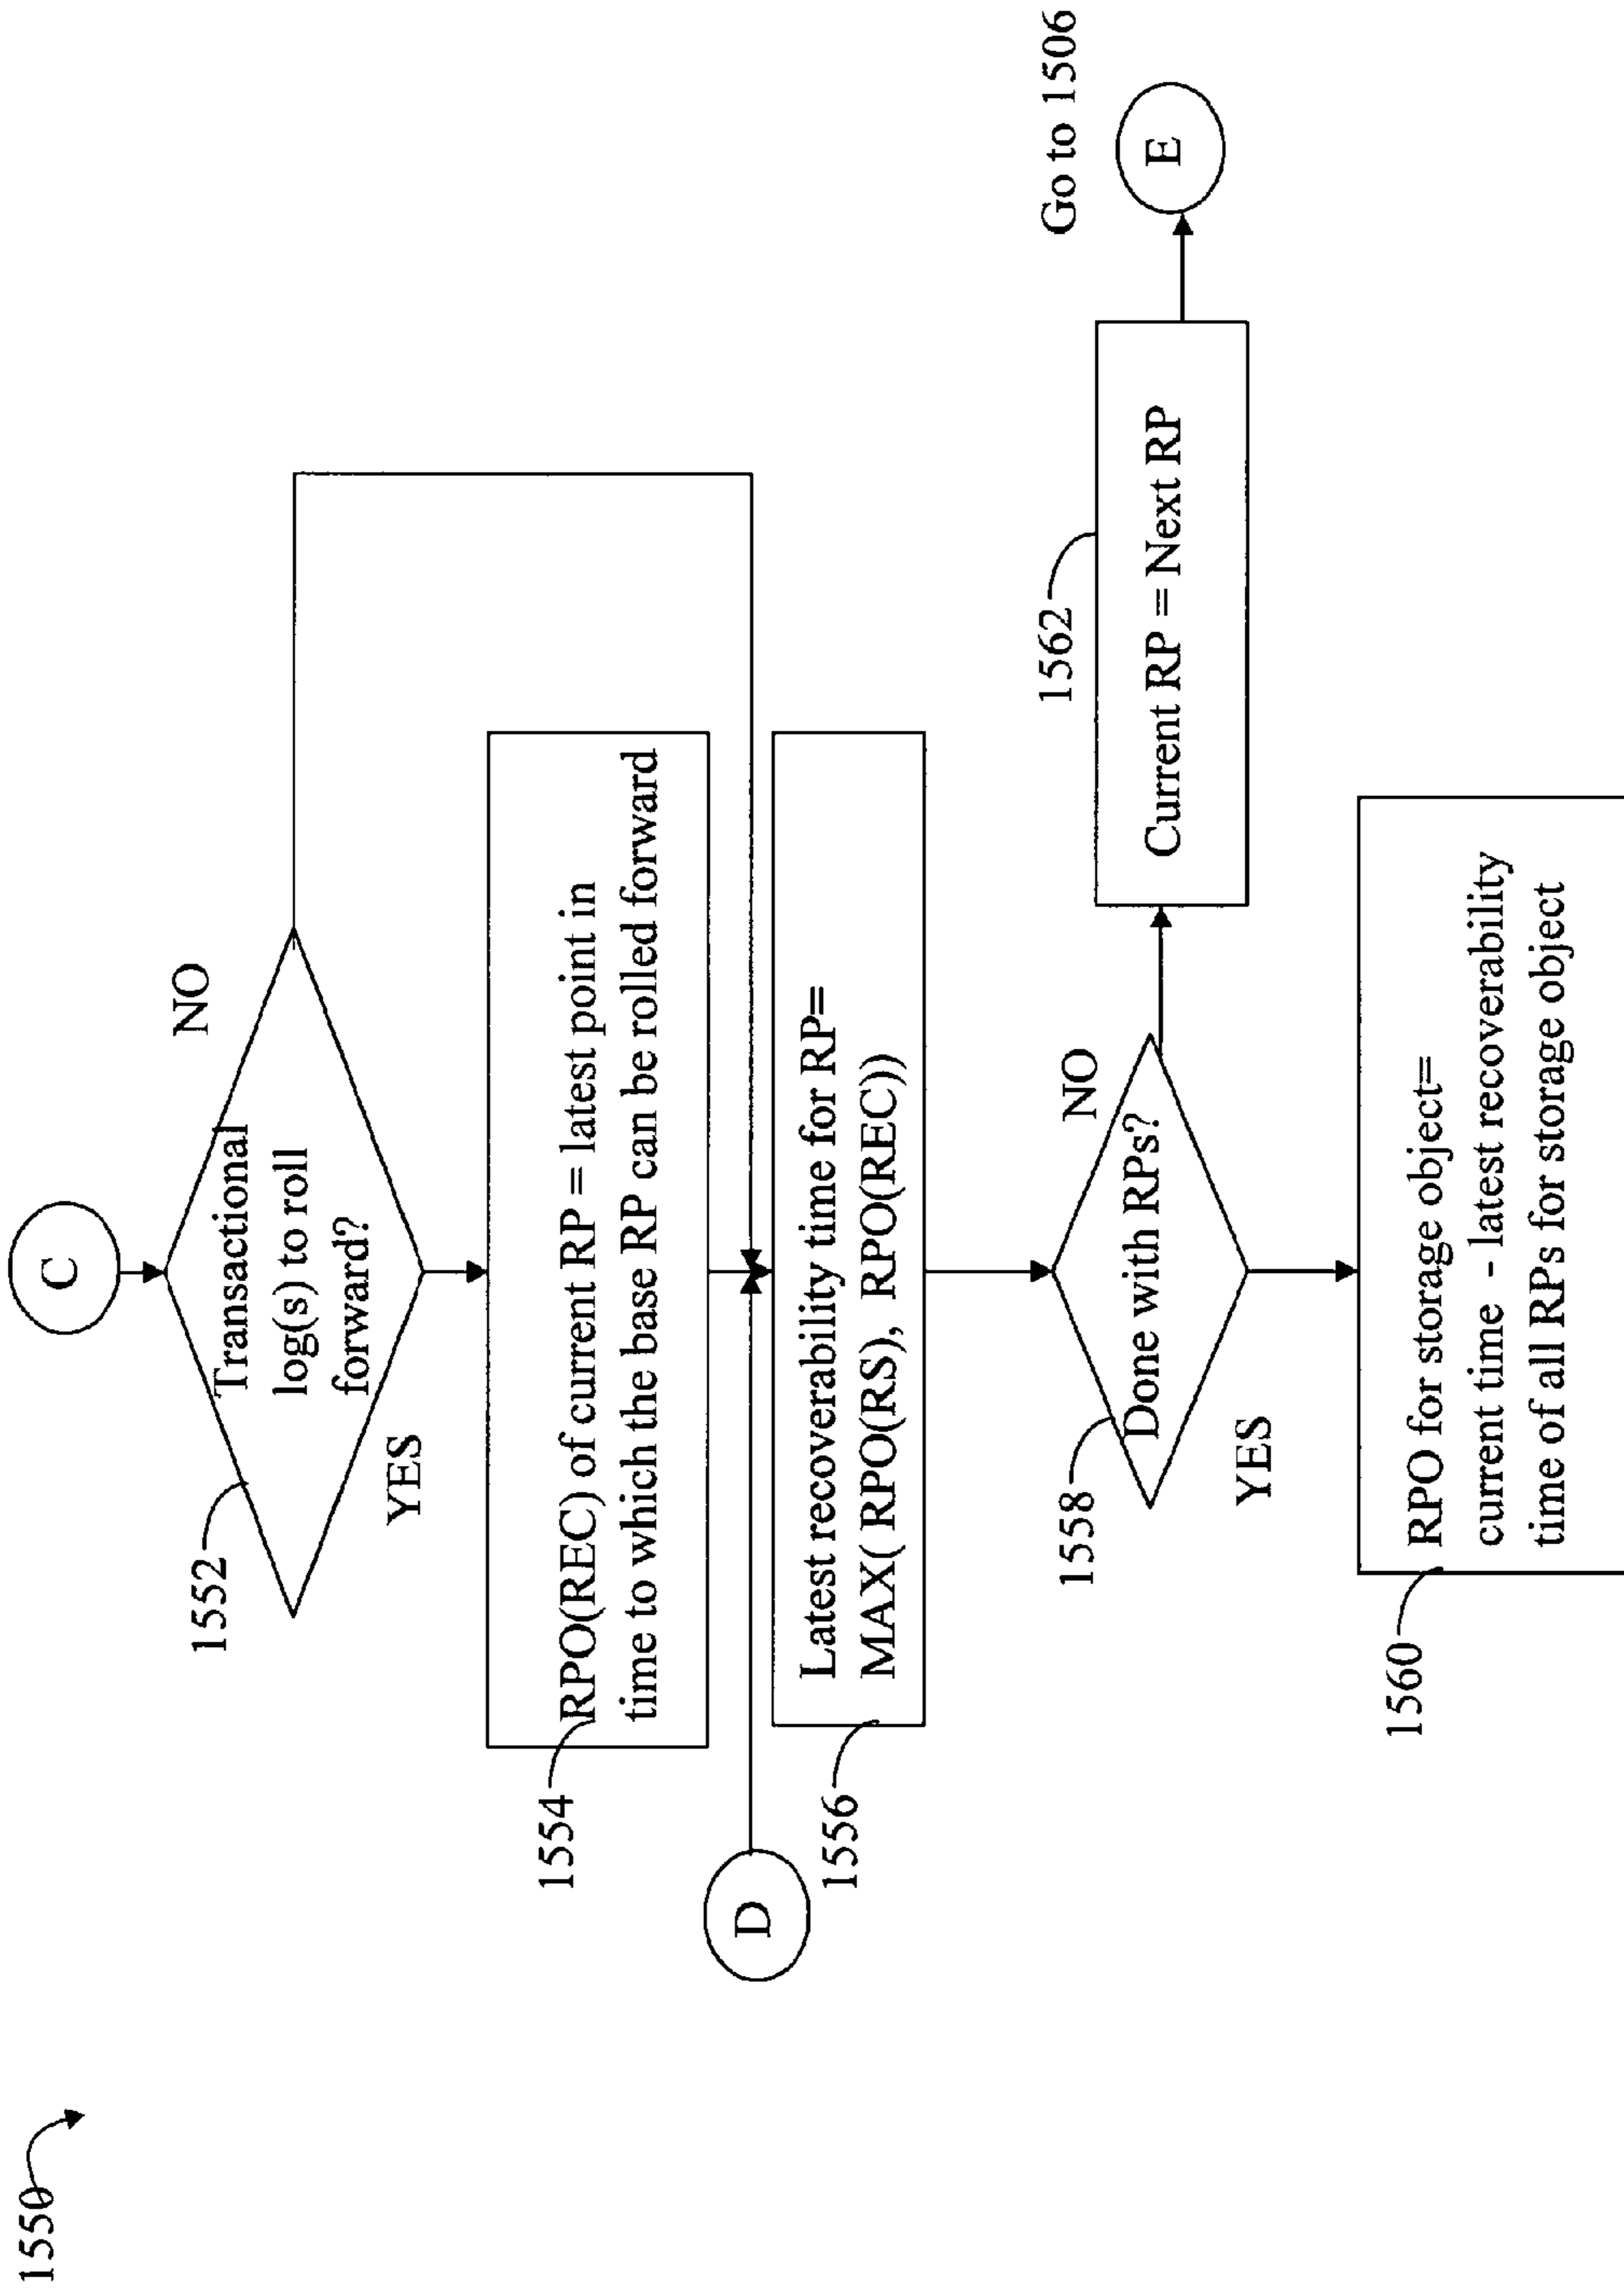 1550
C
1552
Transactional
log(s) to roll
forward?
NO
YES
1554
RPO(REC) of current RP = latest point in
time to which the base RP can be rolled forward
D
1556
Latest recoverability time for RP=
MAX( RPO(RS), RPO(REC))
1558
Done with RPs?
NO
YES
1562
Current RP = Next RP
Go to 1506
E
1560
RPO for storage object=
current time - latest recoverability
time of all RPs for storage object